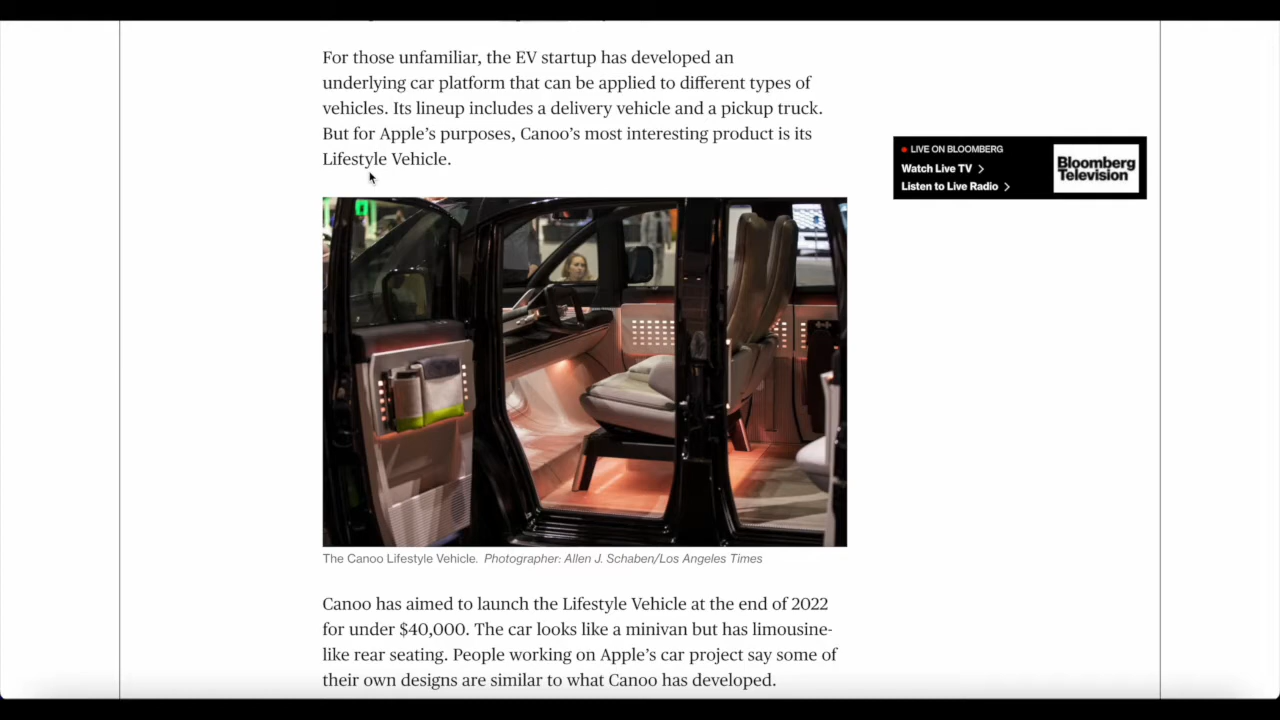 For those unfamiliar, the EV startup has developed an
underlying car platform that can be applied to different types of
vehicles. Its lineup includes a delivery vehicle and a pickup truck.
But for Apple’s purposes, Canoo’s most interesting product is its
Lifestyle Vehicle.
LIVE ON BLOOMBERG
Watch Live TV
Listen to Live Radio
Bloomberg
Television
The Canoo Lifestyle Vehicle. Photographer: Allen J. Schaben/Los Angeles Times
Canoo has aimed to launch the Lifestyle Vehicle at the end of 2022
for under $40,000. The car looks like a minivan but has limousine-
like rear seating. People working on Apple’s car project say some of
their own designs are similar to what Canoo has developed.